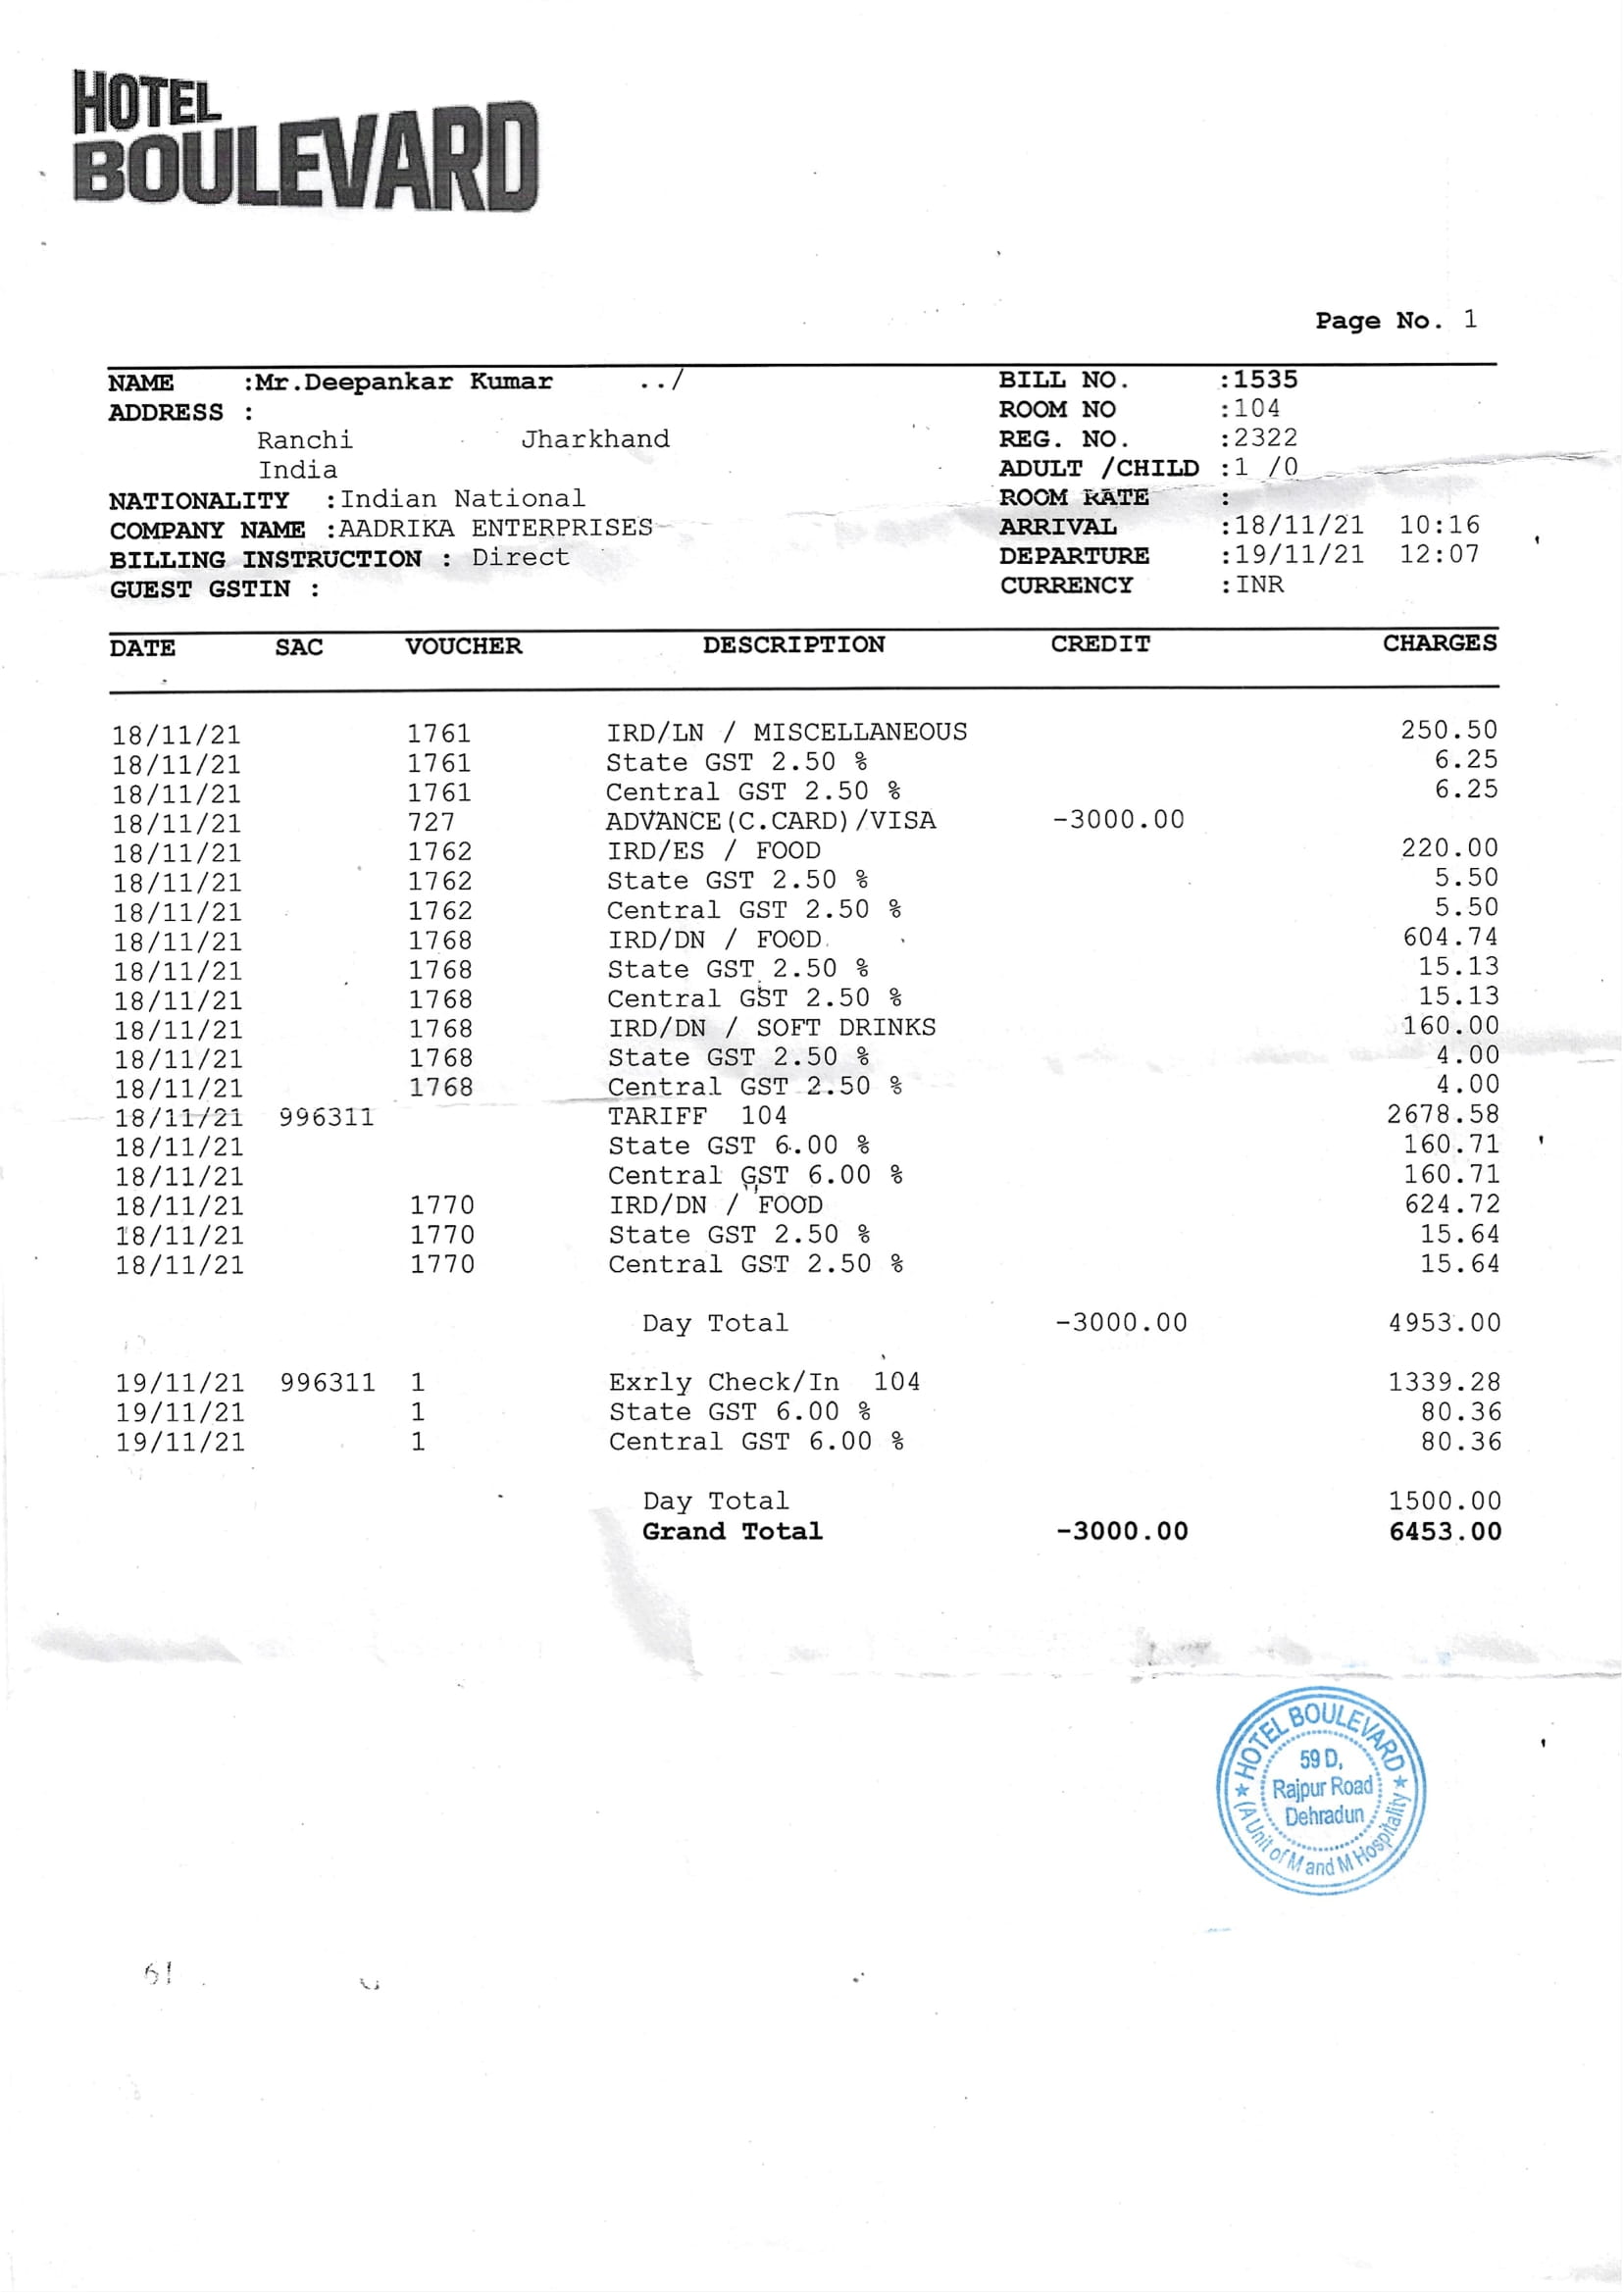 HOTEL
BOULEVARD
Page No. 1
NAME :Mr.Deepankar Kumar ../ BILL NO. :1535
ADDRESS : ROOM NO :104
Ranchi Jharkhand REG. NO. :2322
India ADULT /CHILD :1 /0
NATIONALITY :Indian National ROOM RATE :
COMPANY NAME :AADRIKA ENTERPRISES ARRIVAL :18/11/21 10:16
BILLING INSTRUCTION : Direct DEPARTURE :19/11/21 12:07
GUEST GSTIN : CURRENCY :INR
DATE SAC VOUCHER DESCRIPTION CREDIT CHARGES
18/11/21 1761 IRD/LN / MISCELLANEOUS 250.50
18/11/21 1761 State GST 2.50 % 6.25
18/11/21 1761 Central GST 2.50 % 6.25
18/11/21 727 ADVANCE(C.CARD)/VISA -3000.00
18/11/21 1762 IRD/ES / FOOD 220.00
18/11/21 1762 State GST 2.50 % 5.50
18/11/21 1762 Central GST 2.50 % 5.50
18/11/21 1768 IRD/DN / FOOD 604.74
18/11/21 1768 State GST 2.50 % 15.13
18/11/21 1768 Central GST 2.50 % 15.13
18/11/21 1768 IRD/DN / SOFT DRINKS 160.00
18/11/21 1768 State GST 2.50 % 4.00
18/11/21 1768 Central GST 2.50 % 4.00
18/11/21 996311 TARIFF 104 2678.58
18/11/21 State GST 6.00 % 160.71
18/11/21 Central GST 6.00 % 160.71
18/11/21 1770 IRD/DN / FOOD 624.72
18/11/21 1770 State GST 2.50 % 15.64
18/11/21 1770 Central GST 2.50 % 15.64
Day Total -3000.00 4953.00
19/11/21 996311 1 Exrly Check/In 104 1339.28
19/11/21 1 State GST 6.00 % 80.36
19/11/21 1 Central GST 6.00 % 80.36
Day Total 1500.00
Grand Total -3000.00 6453.00
HOTEL BOULEVARD
59 D,
Rajpur Road
Dehradun
(A Unit of M and M Hospitality)